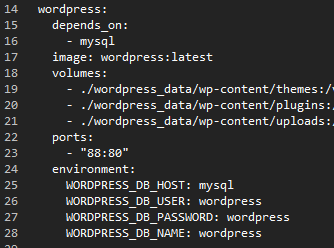 14 wordpress:
15 depends_on:
16 - mysql
17 image: wordpress:latest
18 volumes:
19 - ./wordpress_data/wp-content/themes:/
20 - ./wordpress_data/wp-content/plugins:/
21 - ./wordpress_data/wp-content/uploads:/
22 ports:
23 - "88:80"
24 environment:
25 WORDPRESS_DB_HOST: mysql
26 WORDPRESS_DB_USER: wordpress
27 WORDPRESS_DB_PASSWORD: wordpress
28 WORDPRESS_DB_NAME: wordpress